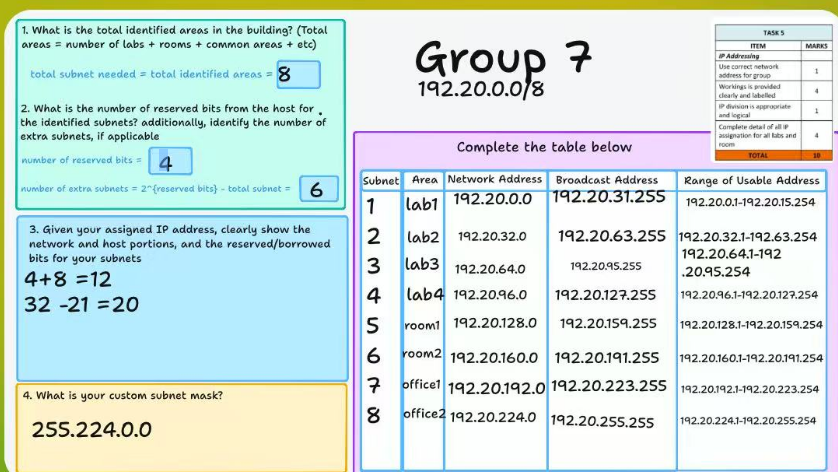 1. What is the total identified areas in the building? (Total
areas = number of labs + rooms + common areas + etc)
total subnet needed = total identified areas = 8
2. What is the number of reserved bits from the host for
the identified subnets? additionally, identify the number of
extra subnets, if applicable
number of reserved bits = 4
number of extra subnets = 2^{reserved bits} - total subnet = 6
3. Given your assigned IP address, clearly show the
network and host portions, and the reserved/borrowed
bits for your subnets
4+8 =12
32 -21 =20
4. What is your custom subnet mask?
255.224.0.0
Group 7
192.20.0.0/8
TASK 5
ITEM MARKS
IP Addressing
Use correct network
address for group 1
Workings is provided
clearly and labelled 4
IP division is appropriate
and logical 1
Complete detail of all IP
assignation for all labs and
room 4
TOTAL 10
Complete the table below
Subnet Area Network Address Broadcast Address Range of Usable Address
1 lab1 192.20.0.0 192.20.31.255 192.20.0.1-192.20.15.254
2 lab2 192.20.32.0 192.20.63.255 192.20.32.1-192.63.254
3 lab3 192.20.64.0 192.20.95.255 192.20.64.1-192
.20.95.254
4 lab4 192.20.96.0 192.20.127.255 192.20.96.1-192.20.127.254
5 room1 192.20.128.0 192.20.159.255 192.20.128.1-192.20.159.254
6 room2 192.20.160.0 192.20.191.255 192.20.160.1-192.20.191.254
7 office1 192.20.192.0 192.20.223.255 192.20.192.1-192.20.223.254
8 office2 192.20.224.0 192.20.255.255 192.20.224.1-192.20.255.254